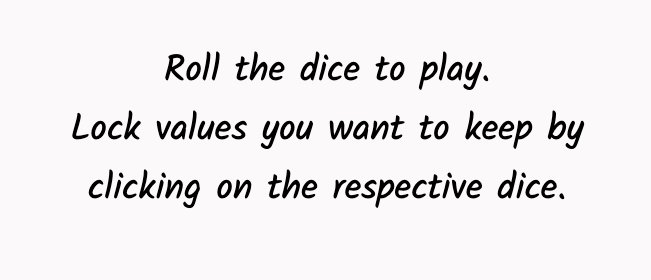 Roll the dice to play.
Lock values you want to keep by
clicking on the respective dice.